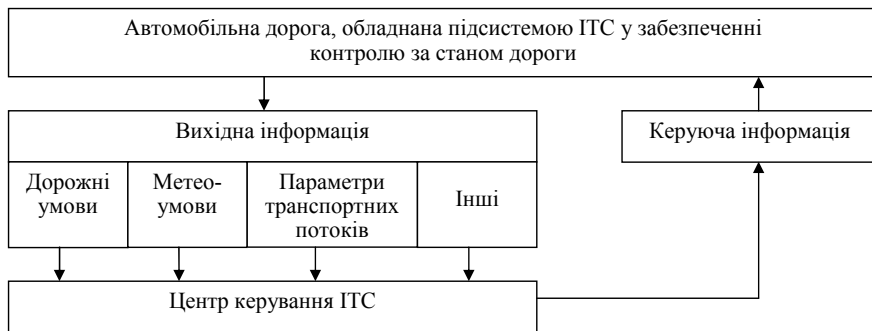 Автомобільна дорога, обладнана підсистемою ІТС у забезпеченні
контролю за станом дороги
Вихідна інформація
Керуюча інформація
Дорожні
умови
Метео-
умови
Параметри
транспортних
потоків
Інші
Центр керування ІТС